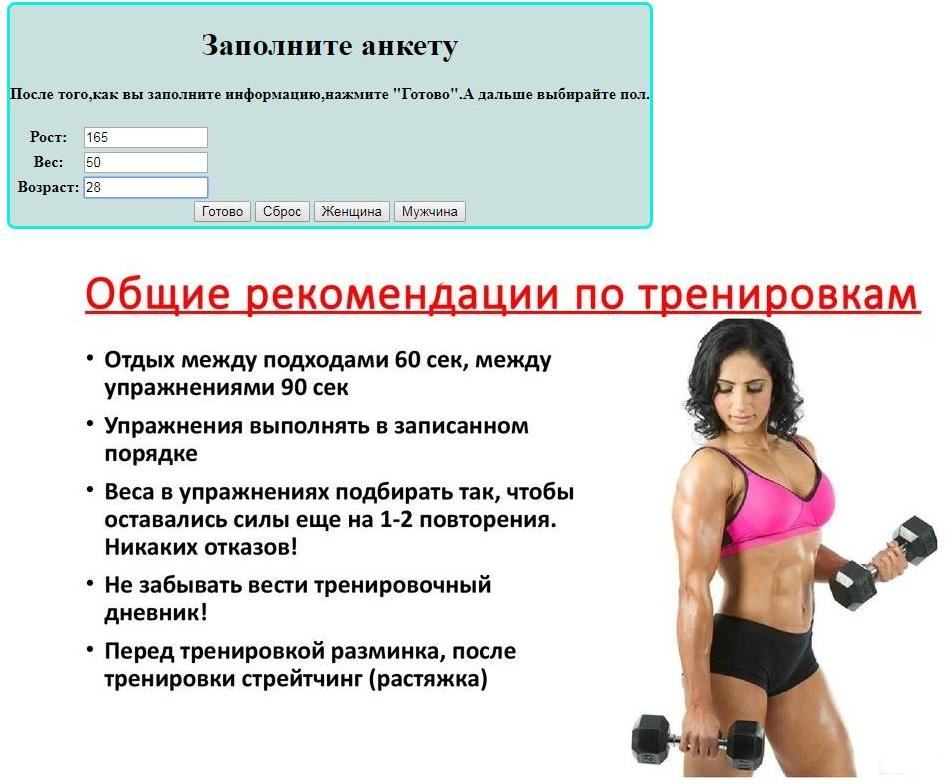 Заполните анкету
После того,как вы заполните информацию,нажмите "Готово".А дальше выбирайте пол.
Рост: 165
Вес: 50
Возраст: 28
Готово Сброс Женщина Мужчина
Общие рекомендации по тренировкам
• Отдых между подходами 60 сек, между
упражнениями 90 сек
• Упражнения выполнять в записанном
порядке
• Веса в упражнениях подбирать так, чтобы
оставались силы еще на 1-2 повторения.
Никаких отказов!
• Не забывать вести тренировочный
дневник!
• Перед тренировкой разминка, после
тренировки стрейтчинг (растяжка)